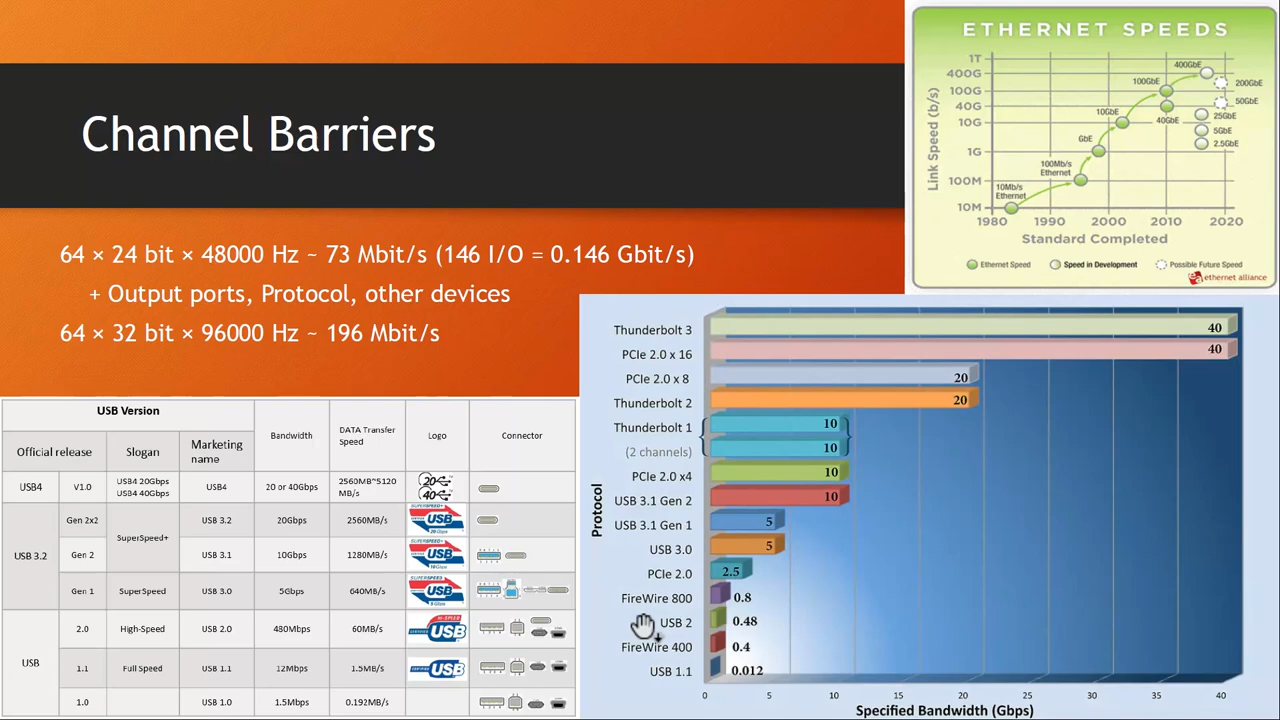 Channel Barriers
64 × 24 bit × 48000 Hz ~ 73 Mbit/s (146 I/O = 0.146 Gbit/s)
+ Output ports, Protocol, other devices
64 × 32 bit × 96000 Hz ~ 196 Mbit/s
ETHERNET SPEEDS
Link Speed (b/s)
1T
400G
100G
40G
10G
1G
100M
10M
10Mb/s Ethernet
100Mb/s Ethernet
GbE
10GbE
100GbE
40GbE
400GbE
200GbE
50GbE
25GbE
5GbE
2.5GbE
1980 1990 2000 2010 2020
Standard Completed
Ethernet Speed Speed in Development Possible Future Speed
ethernet alliance
USB Version Bandwidth DATA Transfer Speed Logo Connector
Official release Slogan Marketing name
USB4 V1.0 USB4 20Gbps USB4 40Gbps USB4 20 or 40Gbps 2560MB~5120 MB/s 20 40
USB 3.2 Gen 2x2 SuperSpeed+ USB 3.2 20Gbps 2560MB/s SUPERSPEED+ USB
Gen 2 USB 3.1 10Gbps 1280MB/s SUPERSPEED+ USB
Gen 1 SuperSpeed USB 3.0 5Gbps 640MB/s SUPERSPEED USB
USB 2.0 High-Speed USB 2.0 480Mbps 60MB/s HI-SPEED USB
1.1 Full Speed USB 1.1 12Mbps 1.5MB/s USB
1.0 USB 1.0 1.5Mbps 0.192MB/s
Protocol
Thunderbolt 3 40
PCIe 2.0 x 16 40
PCIe 2.0 x 8 20
Thunderbolt 2 20
Thunderbolt 1 10
(2 channels) 10
PCIe 2.0 x4 10
USB 3.1 Gen 2 10
USB 3.1 Gen 1 5
USB 3.0 5
PCIe 2.0 2.5
FireWire 800 0.8
USB 2 0.48
FireWire 400 0.4
USB 1.1 0.012
0 5 10 15 20 25 30 35 40
Specified Bandwidth (Gbps)